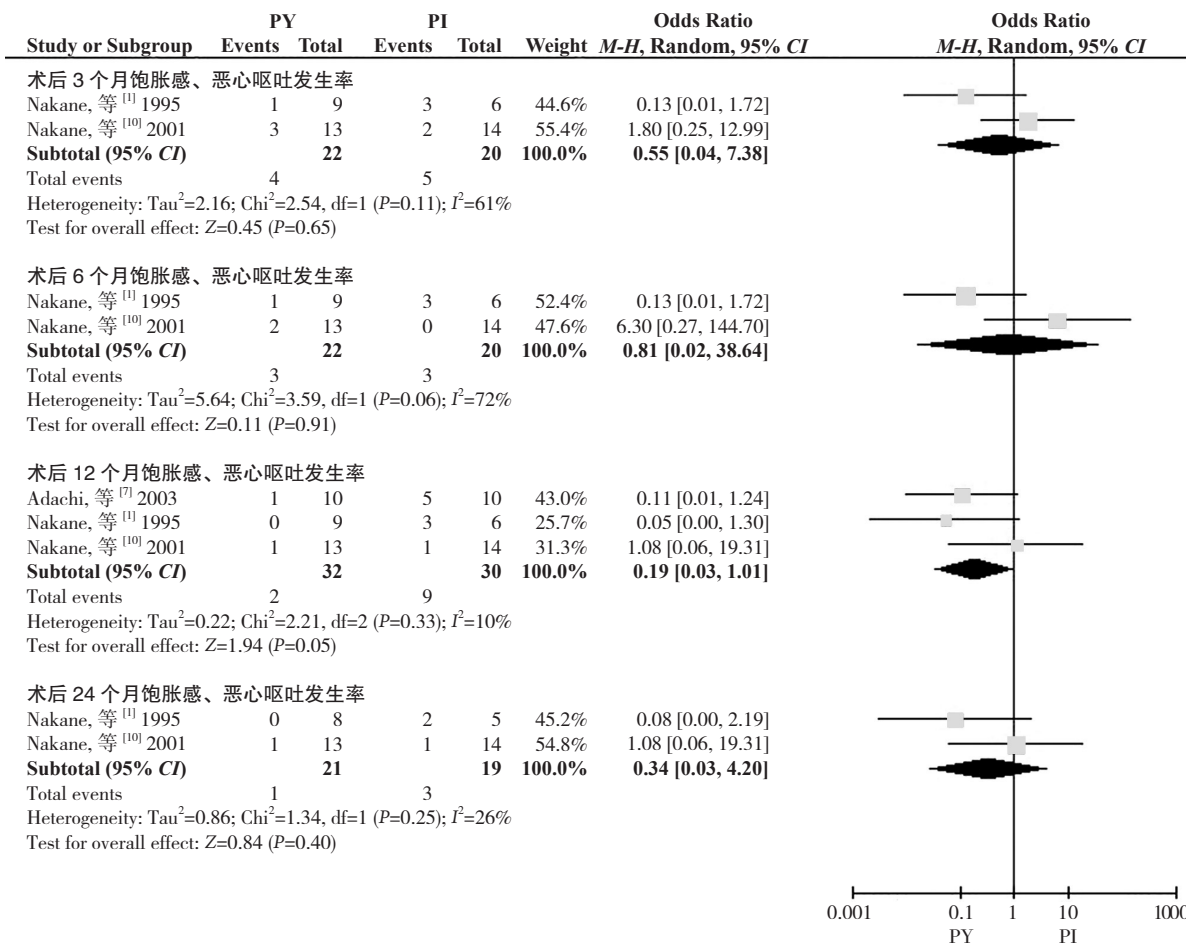 PY PI Odds Ratio Odds Ratio
Study or Subgroup Events Total Events Total Weight M-H, Random, 95% CI M-H, Random, 95% CI
术后 3 个月饱胀感、恶心呕吐发生率
Nakane, 等 [1] 1995 1 9 3 6 44.6% 0.13 [0.01, 1.72]
Nakane, 等 [10] 2001 3 13 2 14 55.4% 1.80 [0.25, 12.99]
Subtotal (95% CI) 22 20 100.0% 0.55 [0.04, 7.38]
Total events 4 5
Heterogeneity: Tau²=2.16; Chi²=2.54, df=1 (P=0.11); I²=61%
Test for overall effect: Z=0.45 (P=0.65)
术后 6 个月饱胀感、恶心呕吐发生率
Nakane, 等 [1] 1995 1 9 3 6 52.4% 0.13 [0.01, 1.72]
Nakane, 等 [10] 2001 2 13 0 14 47.6% 6.30 [0.27, 144.70]
Subtotal (95% CI) 22 20 100.0% 0.81 [0.02, 38.64]
Total events 3 3
Heterogeneity: Tau²=5.64; Chi²=3.59, df=1 (P=0.06); I²=72%
Test for overall effect: Z=0.11 (P=0.91)
术后 12 个月饱胀感、恶心呕吐发生率
Adachi, 等 [7] 2003 1 10 5 10 43.0% 0.11 [0.01, 1.24]
Nakane, 等 [1] 1995 0 9 3 6 25.7% 0.05 [0.00, 1.30]
Nakane, 等 [10] 2001 1 13 1 14 31.3% 1.08 [0.06, 19.31]
Subtotal (95% CI) 32 30 100.0% 0.19 [0.03, 1.01]
Total events 2 9
Heterogeneity: Tau²=0.22; Chi²=2.21, df=2 (P=0.33); I²=10%
Test for overall effect: Z=1.94 (P=0.05)
术后 24 个月饱胀感、恶心呕吐发生率
Nakane, 等 [1] 1995 0 8 2 5 45.2% 0.08 [0.00, 2.19]
Nakane, 等 [10] 2001 1 13 1 14 54.8% 1.08 [0.06, 19.31]
Subtotal (95% CI) 21 19 100.0% 0.34 [0.03, 4.20]
Total events 1 3
Heterogeneity: Tau²=0.86; Chi²=1.34, df=1 (P=0.25); I²=26%
Test for overall effect: Z=0.84 (P=0.40)
0.001 0.1 1 10 1000
PY PI